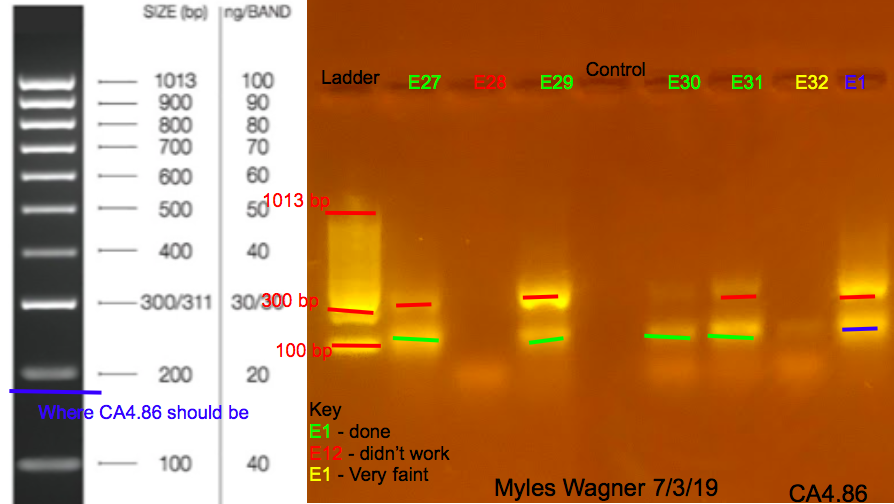 SIZE (bp) ng/BAND
1013 100
900 90
800 80
700 70
600 60
500 50
400 40
300/311 30/30
200 20
Where CA4.86 should be
100 40
Ladder E27 E28 E29 Control E30 E31 E32 E1
1013 bp
300 bp
100 bp
Key
E1 - done
E12 - didn't work
E1 - Very faint
Myles Wagner 7/3/19
CA4.86